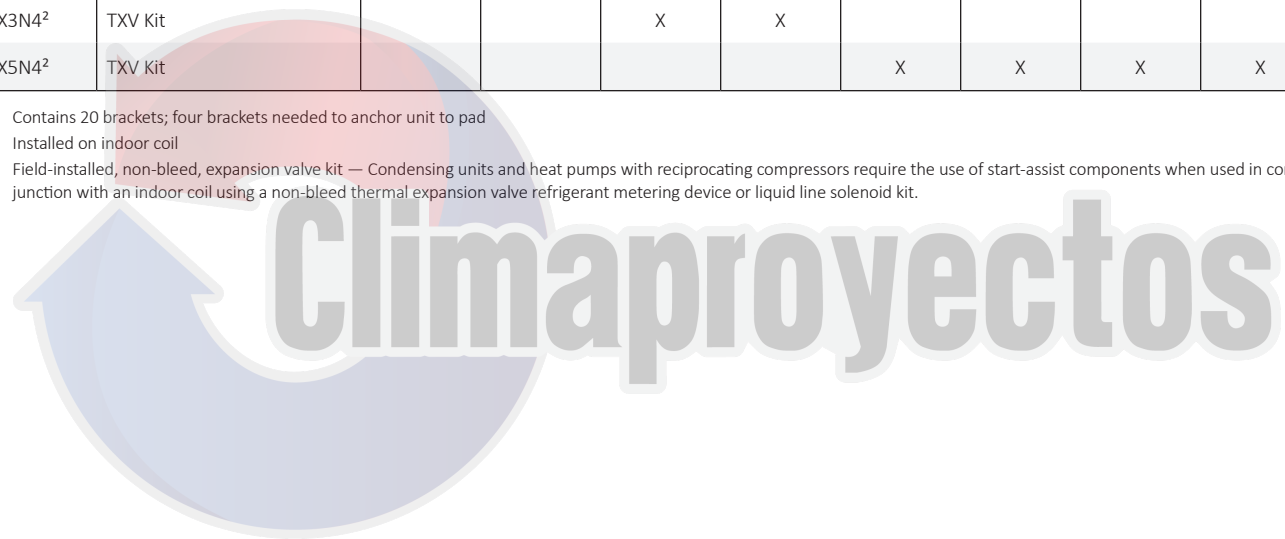 X3N4² TXV Kit X X
X5N4² TXV Kit X X X X
Contains 20 brackets; four brackets needed to anchor unit to pad
Installed on indoor coil
Field-installed, non-bleed, expansion valve kit — Condensing units and heat pumps with reciprocating compressors require the use of start-assist components when used in co
junction with an indoor coil using a non-bleed thermal expansion valve refrigerant metering device or liquid line solenoid kit.
Climaproyectos